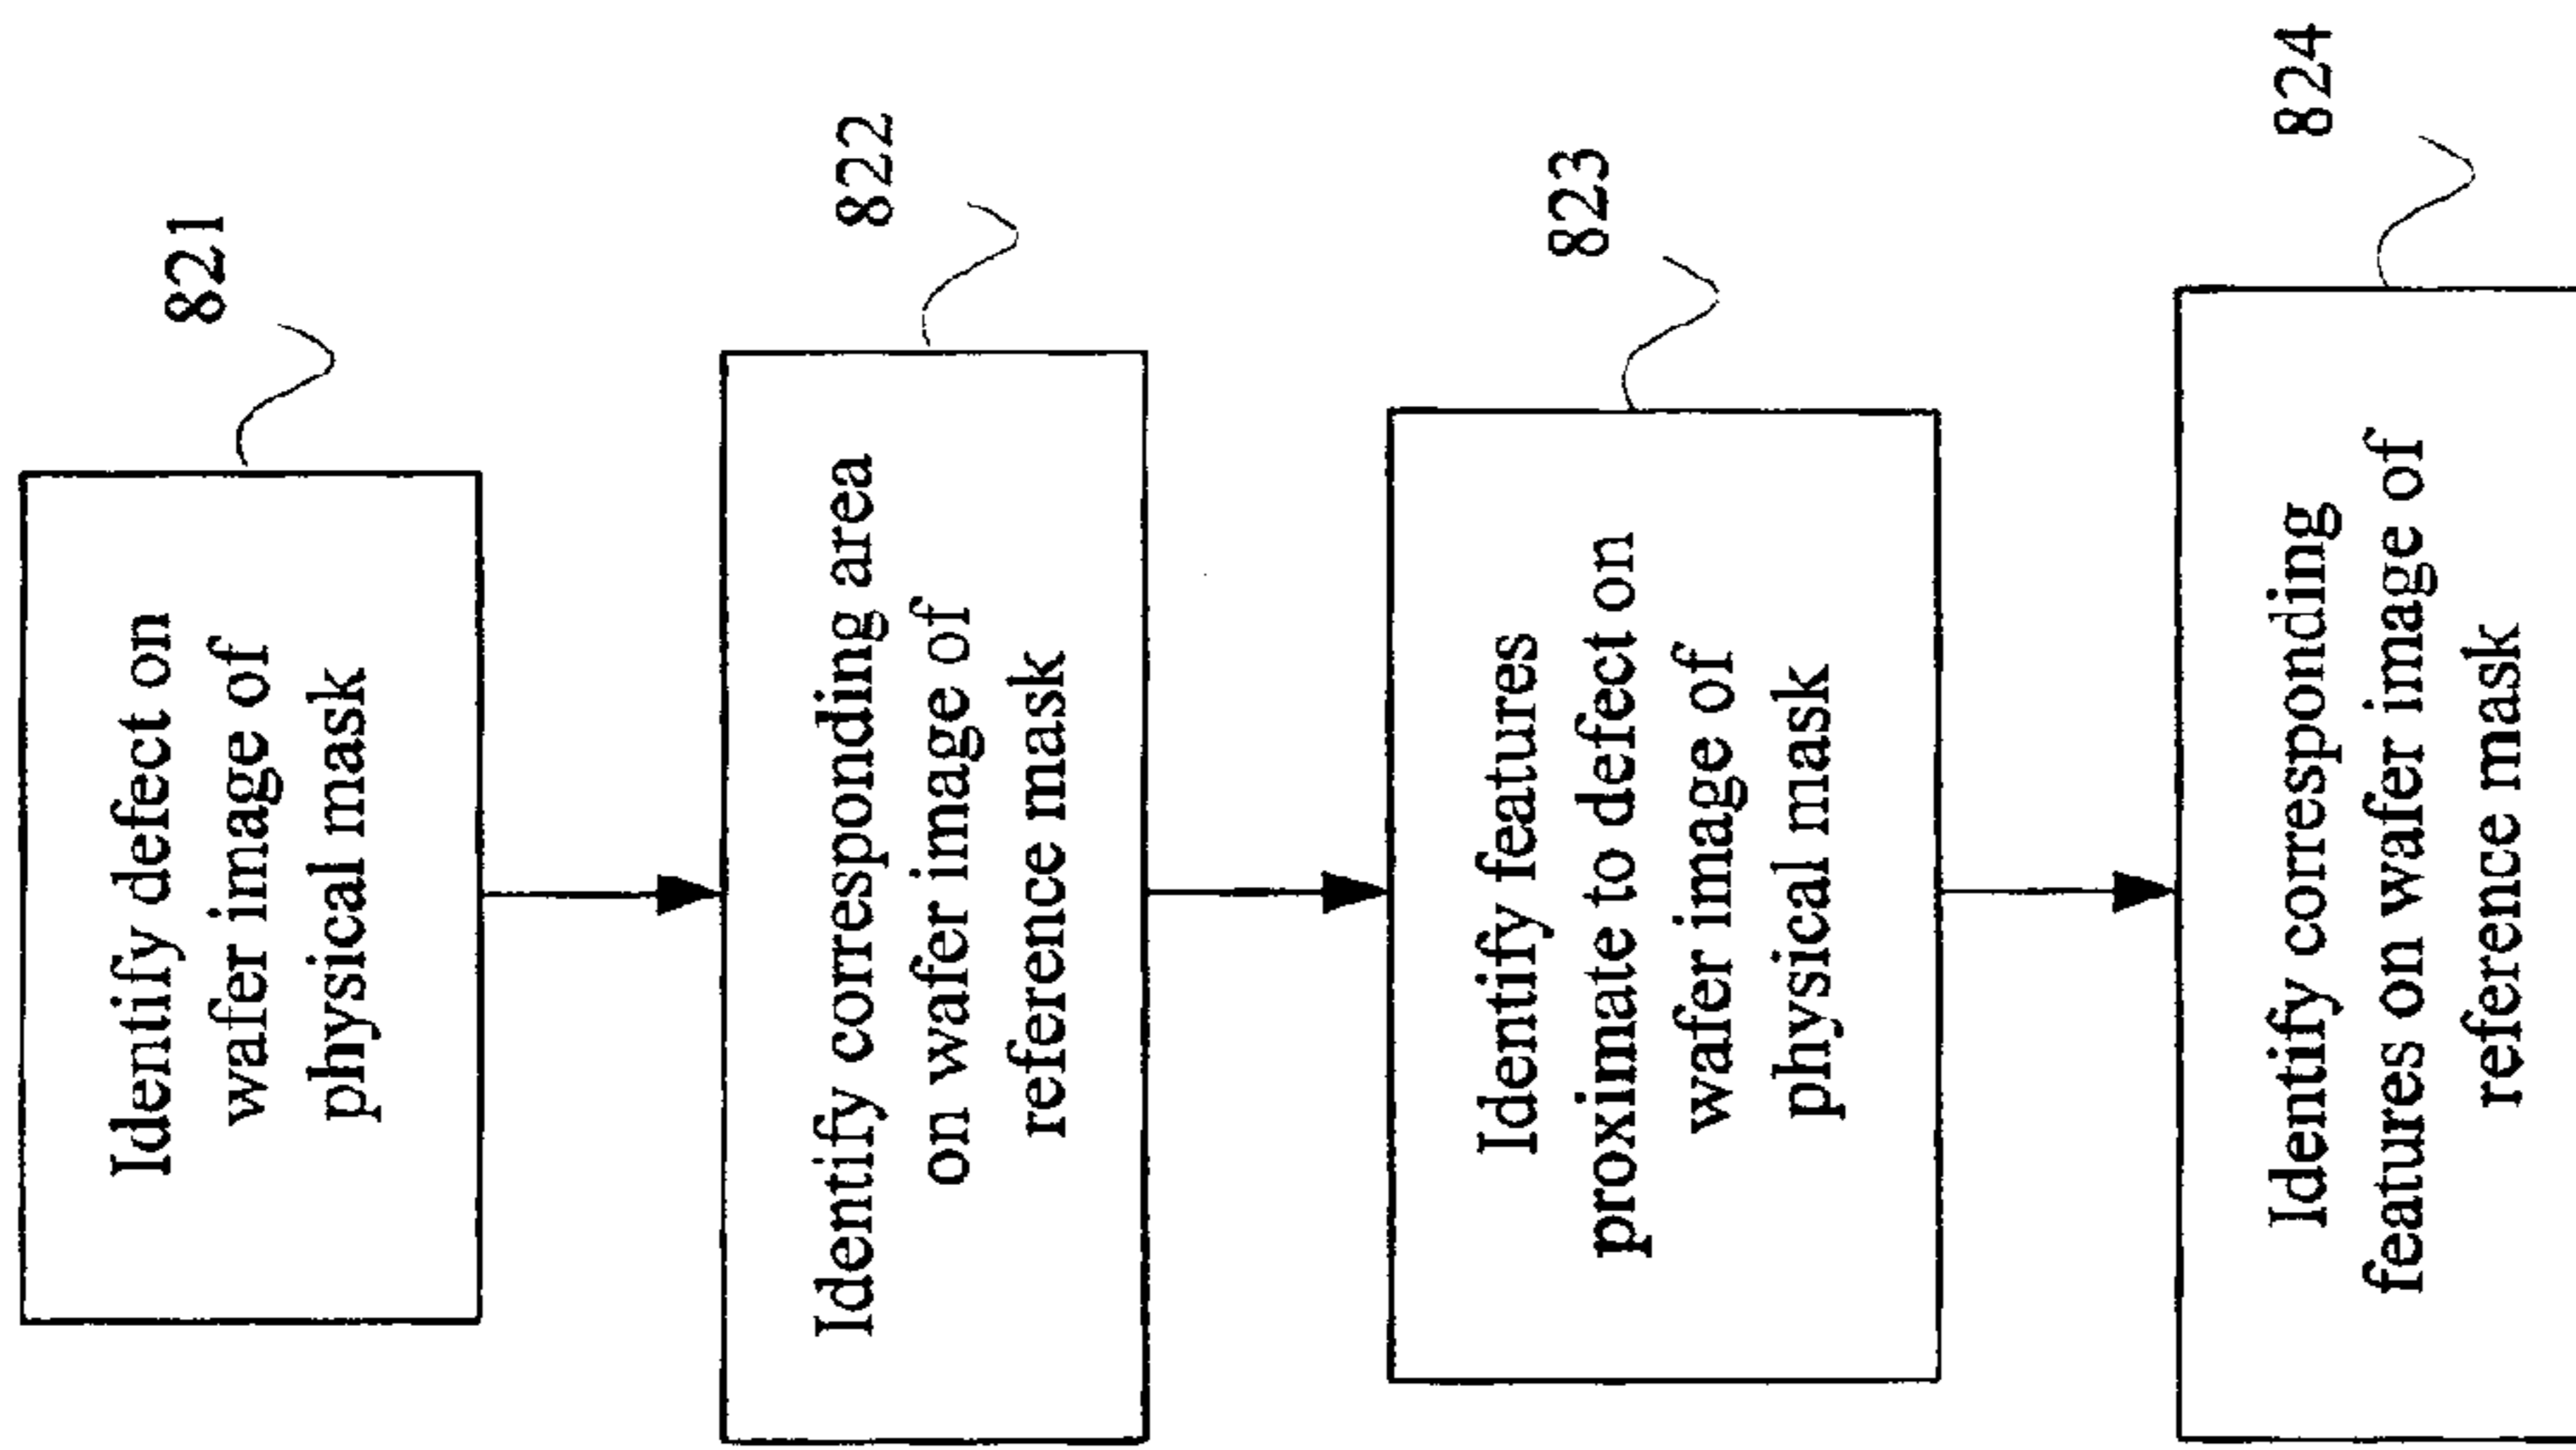 821
Identify defect on
wafer image of
physical mask
822
Identify corresponding area
on wafer image of
reference mask
823
Identify features
proximate to defect on
wafer image of
physical mask
824
Identify corresponding
features on wafer image of
reference mask